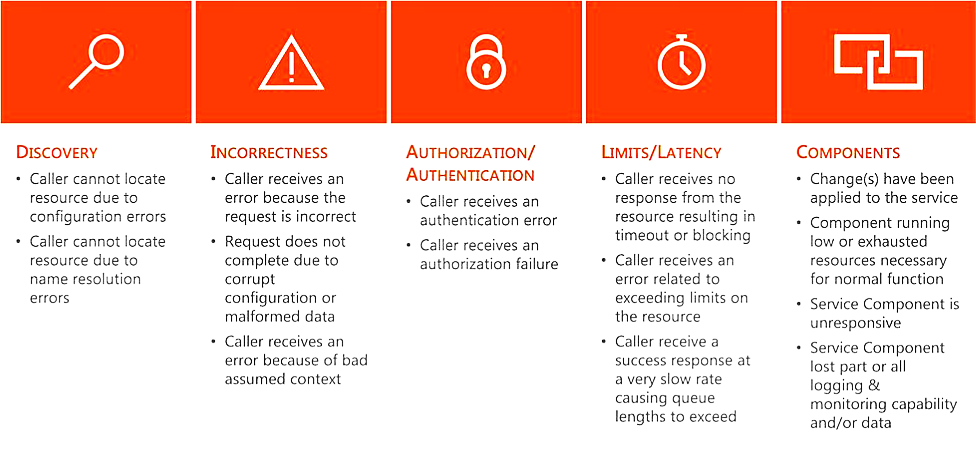 DISCOVERY
• Caller cannot locate
resource due to
configuration errors
• Caller cannot locate
resource due to
name resolution
errors
INCORRECTNESS
• Caller receives an
error because the
request is incorrect
• Request does not
complete due to
corrupt
configuration or
malformed data
• Caller receives an
error because of bad
assumed context
AUTHORIZATION/
AUTHENTICATION
• Caller receives an
authentication error
• Caller receives an
authorization failure
LIMITS/LATENCY
• Caller receives no
response from the
resource resulting in
timeout or blocking
• Caller receives an
error related to
exceeding limits on
the resource
• Caller receive a
success response at
a very slow rate
causing queue
lengths to exceed
COMPONENTS
• Change(s) have been
applied to the service
• Component running
low or exhausted
resources necessary
for normal function
• Service Component is
unresponsive
• Service Component
lost part or all
logging &
monitoring capability
and/or data